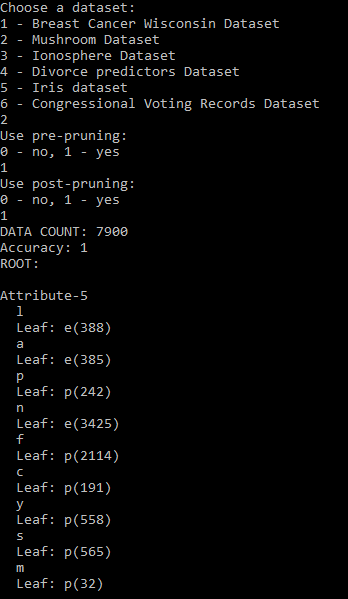 Choose a dataset:
1 - Breast Cancer Wisconsin Dataset
2 - Mushroom Dataset
3 - Ionosphere Dataset
4 - Divorce predictors Dataset
5 - Iris dataset
6 - Congressional Voting Records Dataset
2
Use pre-pruning:
0 - no, 1 - yes
1
Use post-pruning:
0 - no, 1 - yes
1
DATA COUNT: 7900
Accuracy: 1
ROOT:
Attribute-5
l
Leaf: e(388)
a
Leaf: e(385)
p
Leaf: p(242)
n
Leaf: e(3425)
f
Leaf: p(2114)
c
Leaf: p(191)
y
Leaf: p(558)
s
Leaf: p(565)
m
Leaf: p(32)